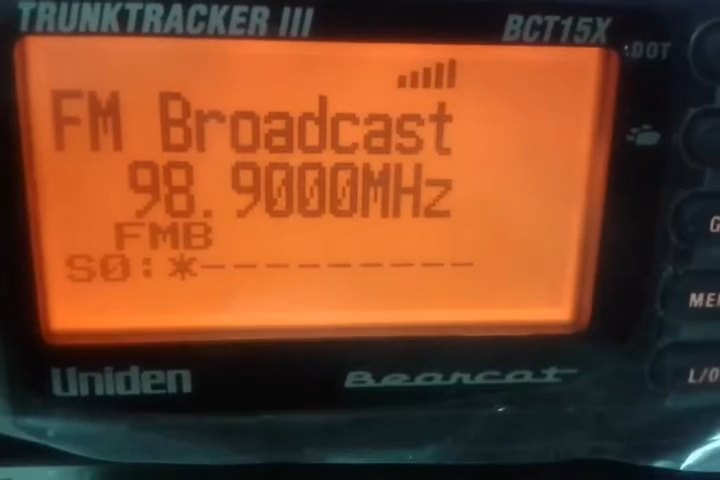 TRUNKTRACKER III BCT15X
FM Broadcast
98.9000MHz
FMB
S0:*----------
Uniden Bearcat